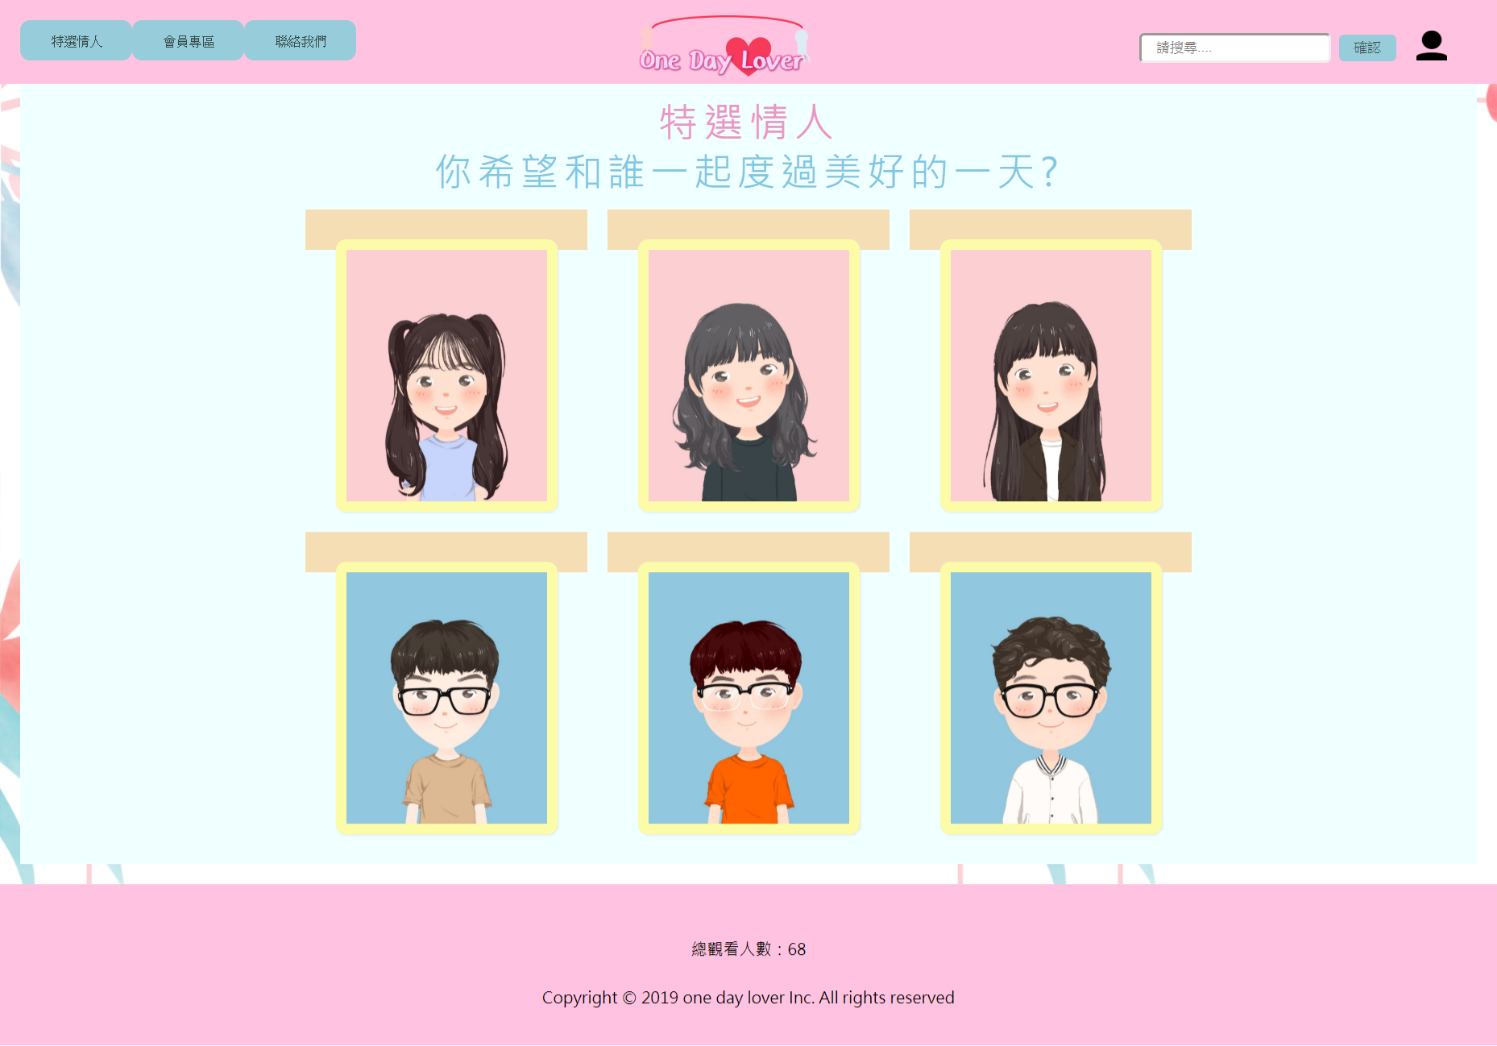 特選情人
會員專區
聯絡我們
One Day Lover
請搜尋....
確認
特選情人
你希望和誰一起度過美好的一天?
總觀看人數：68
Copyright © 2019 one day lover Inc. All rights reserved